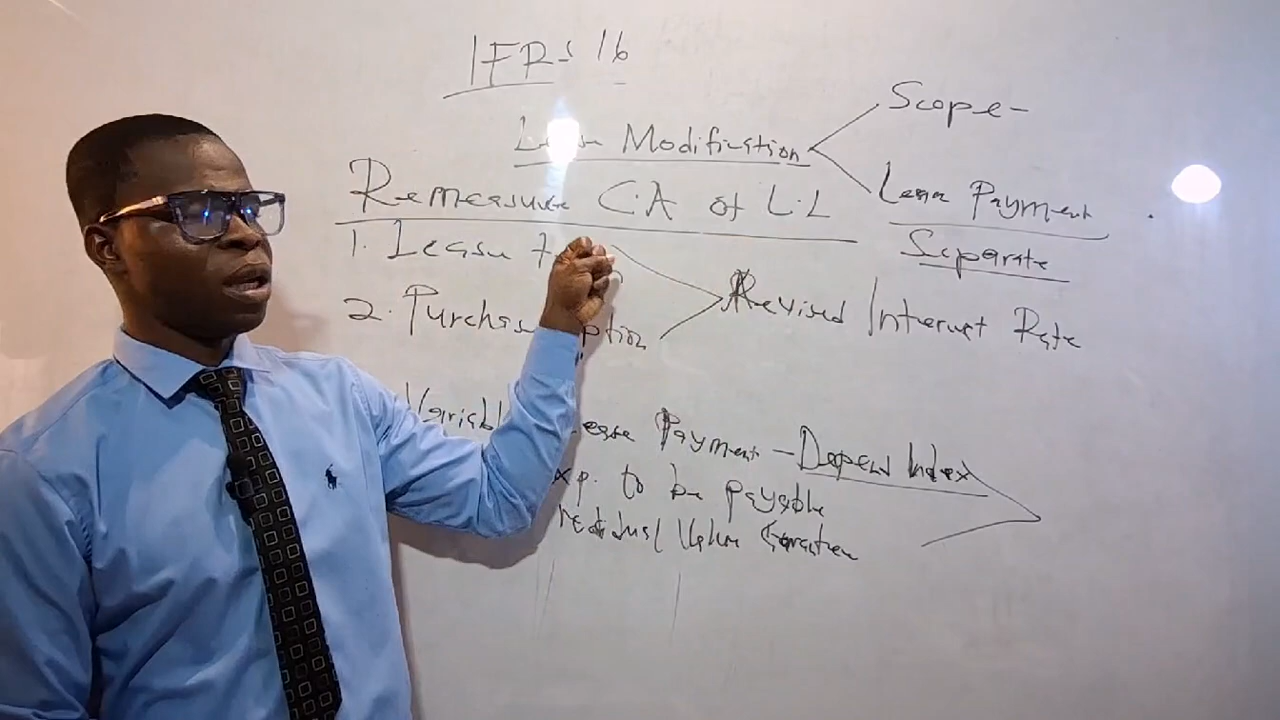 IFRS 16
Modification
Scope -
Lease Payment
Separate
Remeasure C.A of L.L
1. Lease
2. Purchase
Revised Interest Rate
Lease Payment - Depend Index
to be payable
residual Value Guarantee